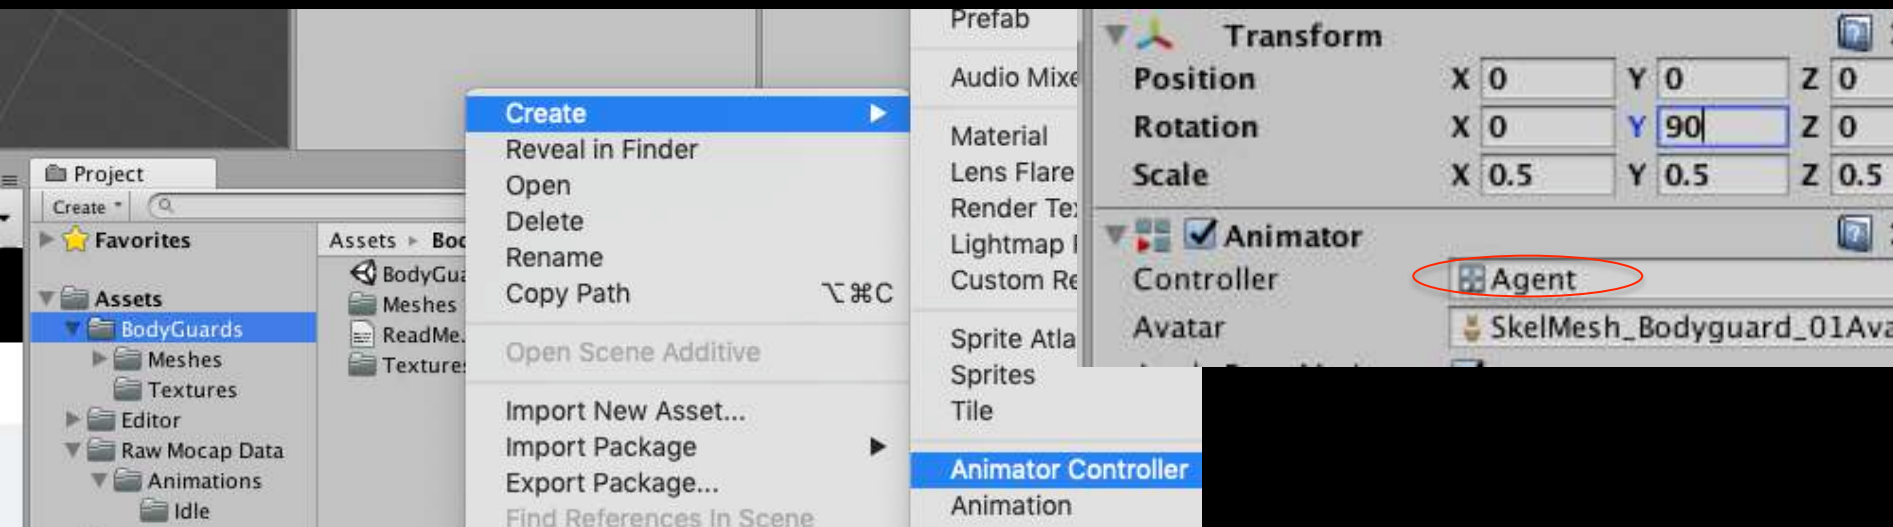 Project
Create
Favorites
Assets
BodyGuards
Meshes
Textures
Editor
Raw Mocap Data
Animations
Idle
Assets ▸ Boc
BodyGua
Meshes
ReadMe.
Texture
Create
Reveal in Finder
Open
Delete
Rename
Copy Path ⌥⌘C
Open Scene Additive
Import New Asset...
Import Package
Export Package...
Find References In Scene
Prefab
Audio Mixe
Material
Lens Flare
Render Te
Lightmap
Custom Re
Sprite Atla
Sprites
Tile
Animator Controller
Animation
Transform
Position X 0 Y 0 Z 0
Rotation X 0 Y 90 Z 0
Scale X 0.5 Y 0.5 Z 0.5
Animator
Controller Agent
Avatar SkelMesh_Bodyguard_01Ava